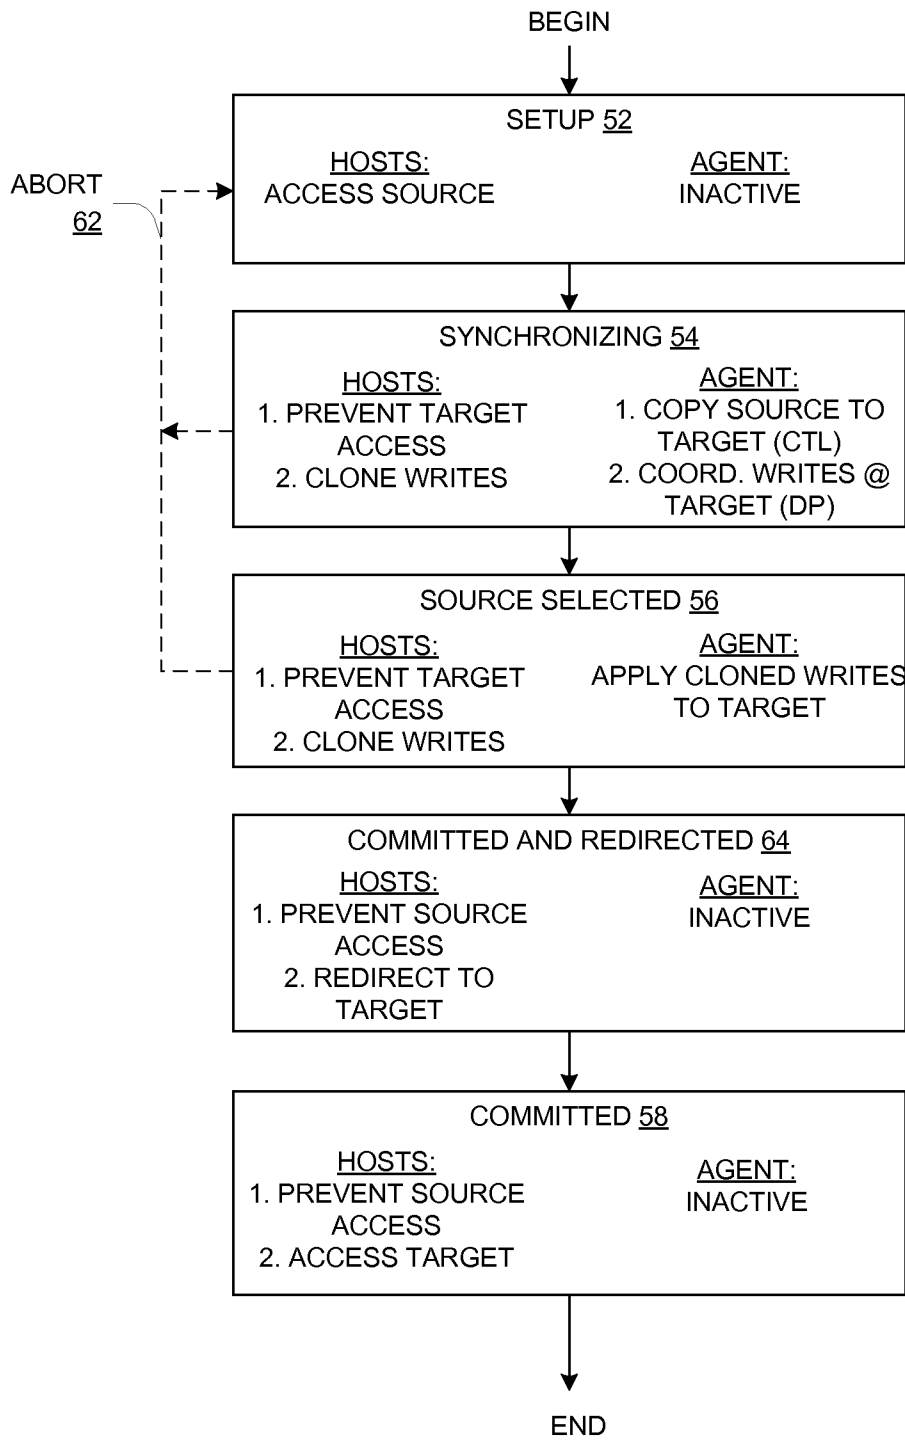 BEGIN
SETUP 52
HOSTS:
ACCESS SOURCE
AGENT:
INACTIVE
ABORT
62
SYNCHRONIZING 54
HOSTS:
1. PREVENT TARGET
ACCESS
2. CLONE WRITES
AGENT:
1. COPY SOURCE TO
TARGET (CTL)
2. COORD. WRITES @
TARGET (DP)
SOURCE SELECTED 56
HOSTS:
1. PREVENT TARGET
ACCESS
2. CLONE WRITES
AGENT:
APPLY CLONED WRITES
TO TARGET
COMMITTED AND REDIRECTED 64
HOSTS:
1. PREVENT SOURCE
ACCESS
2. REDIRECT TO
TARGET
AGENT:
INACTIVE
COMMITTED 58
HOSTS:
1. PREVENT SOURCE
ACCESS
2. ACCESS TARGET
AGENT:
INACTIVE
END